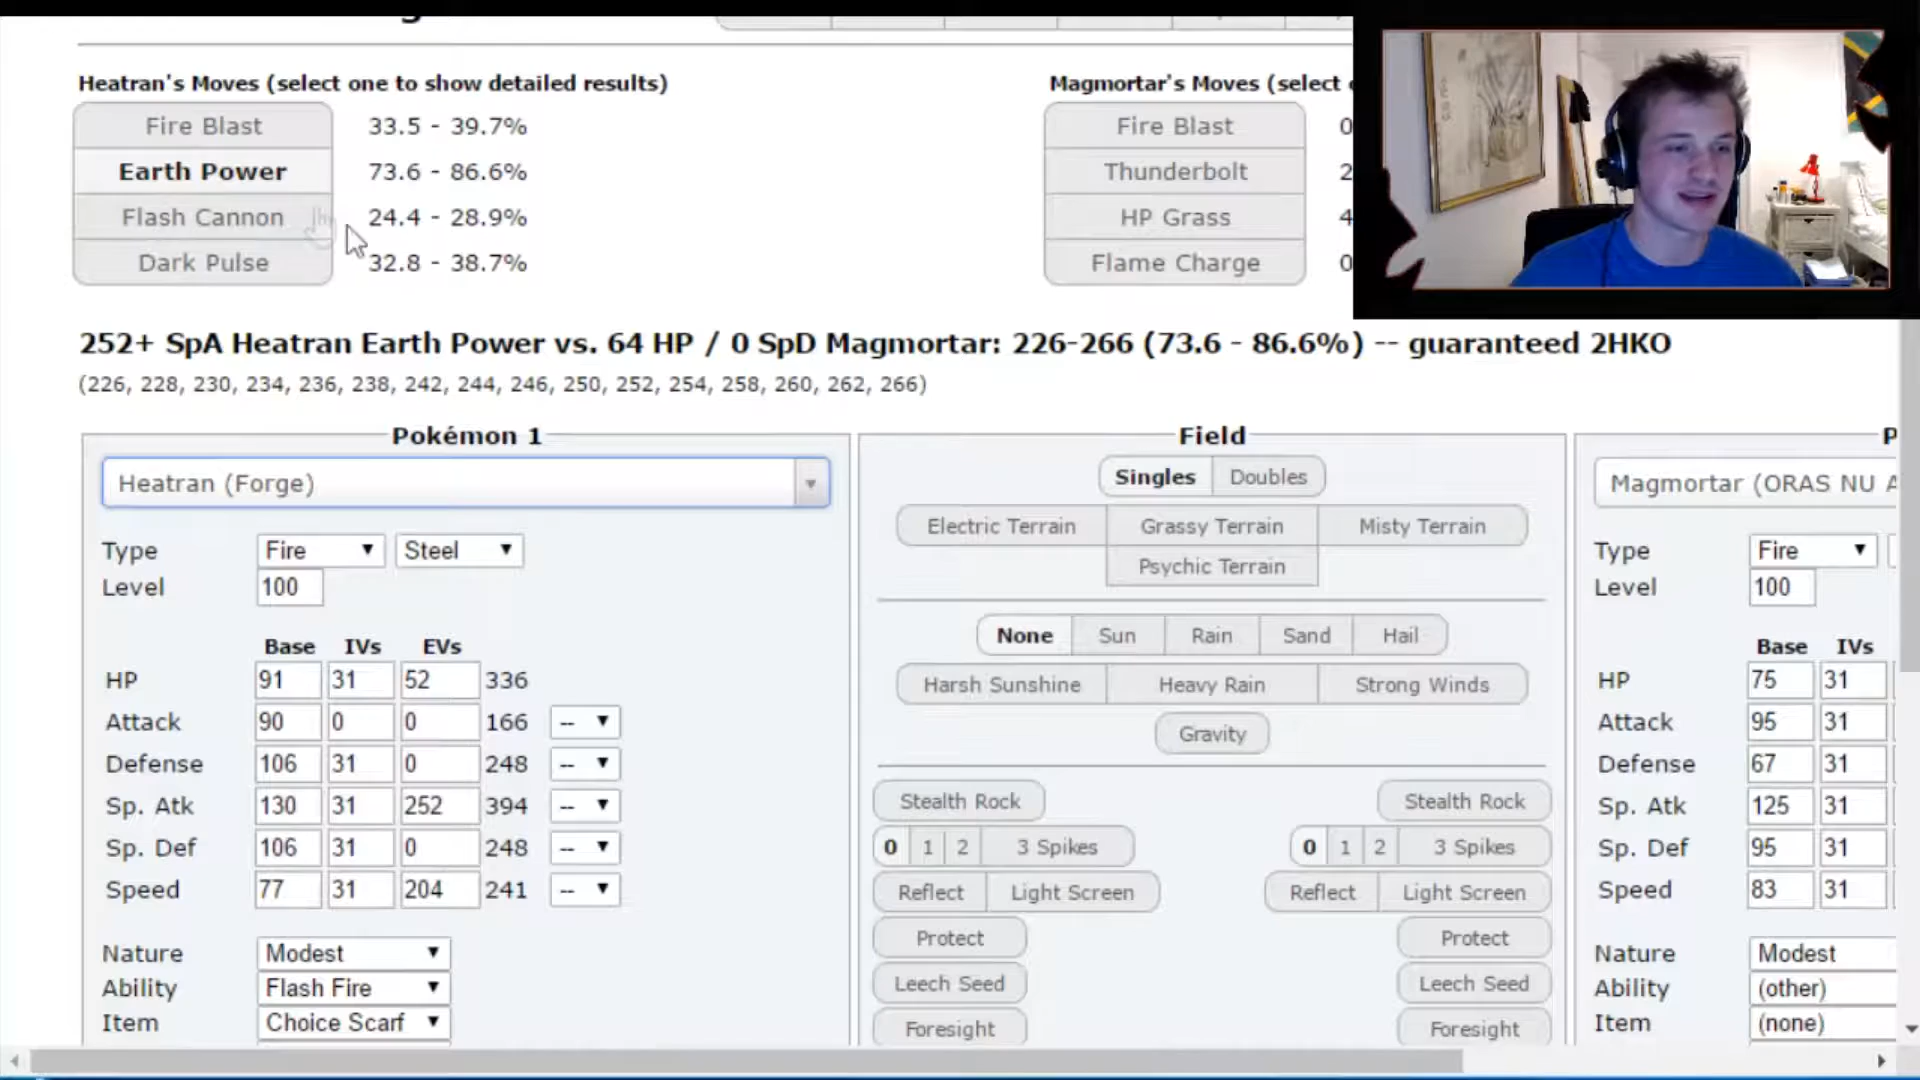 Heatran's Moves (select one to show detailed results)
Fire Blast 33.5 - 39.7%
Earth Power 73.6 - 86.6%
Flash Cannon 24.4 - 28.9%
Dark Pulse 32.8 - 38.7%
Magmortar's Moves (select
Fire Blast 0
Thunderbolt 2
HP Grass 4
Flame Charge 0
252+ SpA Heatran Earth Power vs. 64 HP / 0 SpD Magmortar: 226-266 (73.6 - 86.6%) -- guaranteed 2HKO
(226, 228, 230, 234, 236, 238, 242, 244, 246, 250, 252, 254, 258, 260, 262, 266)
Pokémon 1
Heatran (Forge)
Type Fire Steel
Level 100
Base IVs EVs
HP 91 31 52 336
Attack 90 0 0 166 --
Defense 106 31 0 248 --
Sp. Atk 130 31 252 394 --
Sp. Def 106 31 0 248 --
Speed 77 31 204 241 --
Nature Modest
Ability Flash Fire
Item Choice Scarf
Field
Singles Doubles
Electric Terrain Grassy Terrain Misty Terrain
Psychic Terrain
None Sun Rain Sand Hail
Harsh Sunshine Heavy Rain Strong Winds
Gravity
Stealth Rock Stealth Rock
0 1 2 3 Spikes 0 1 2 3 Spikes
Reflect Light Screen Reflect Light Screen
Protect Protect
Leech Seed Leech Seed
Foresight Foresight
P
Magmortar (ORAS NU A
Type Fire
Level 100
Base IVs
HP 75 31
Attack 95 31
Defense 67 31
Sp. Atk 125 31
Sp. Def 95 31
Speed 83 31
Nature Modest
Ability (other)
Item (none)